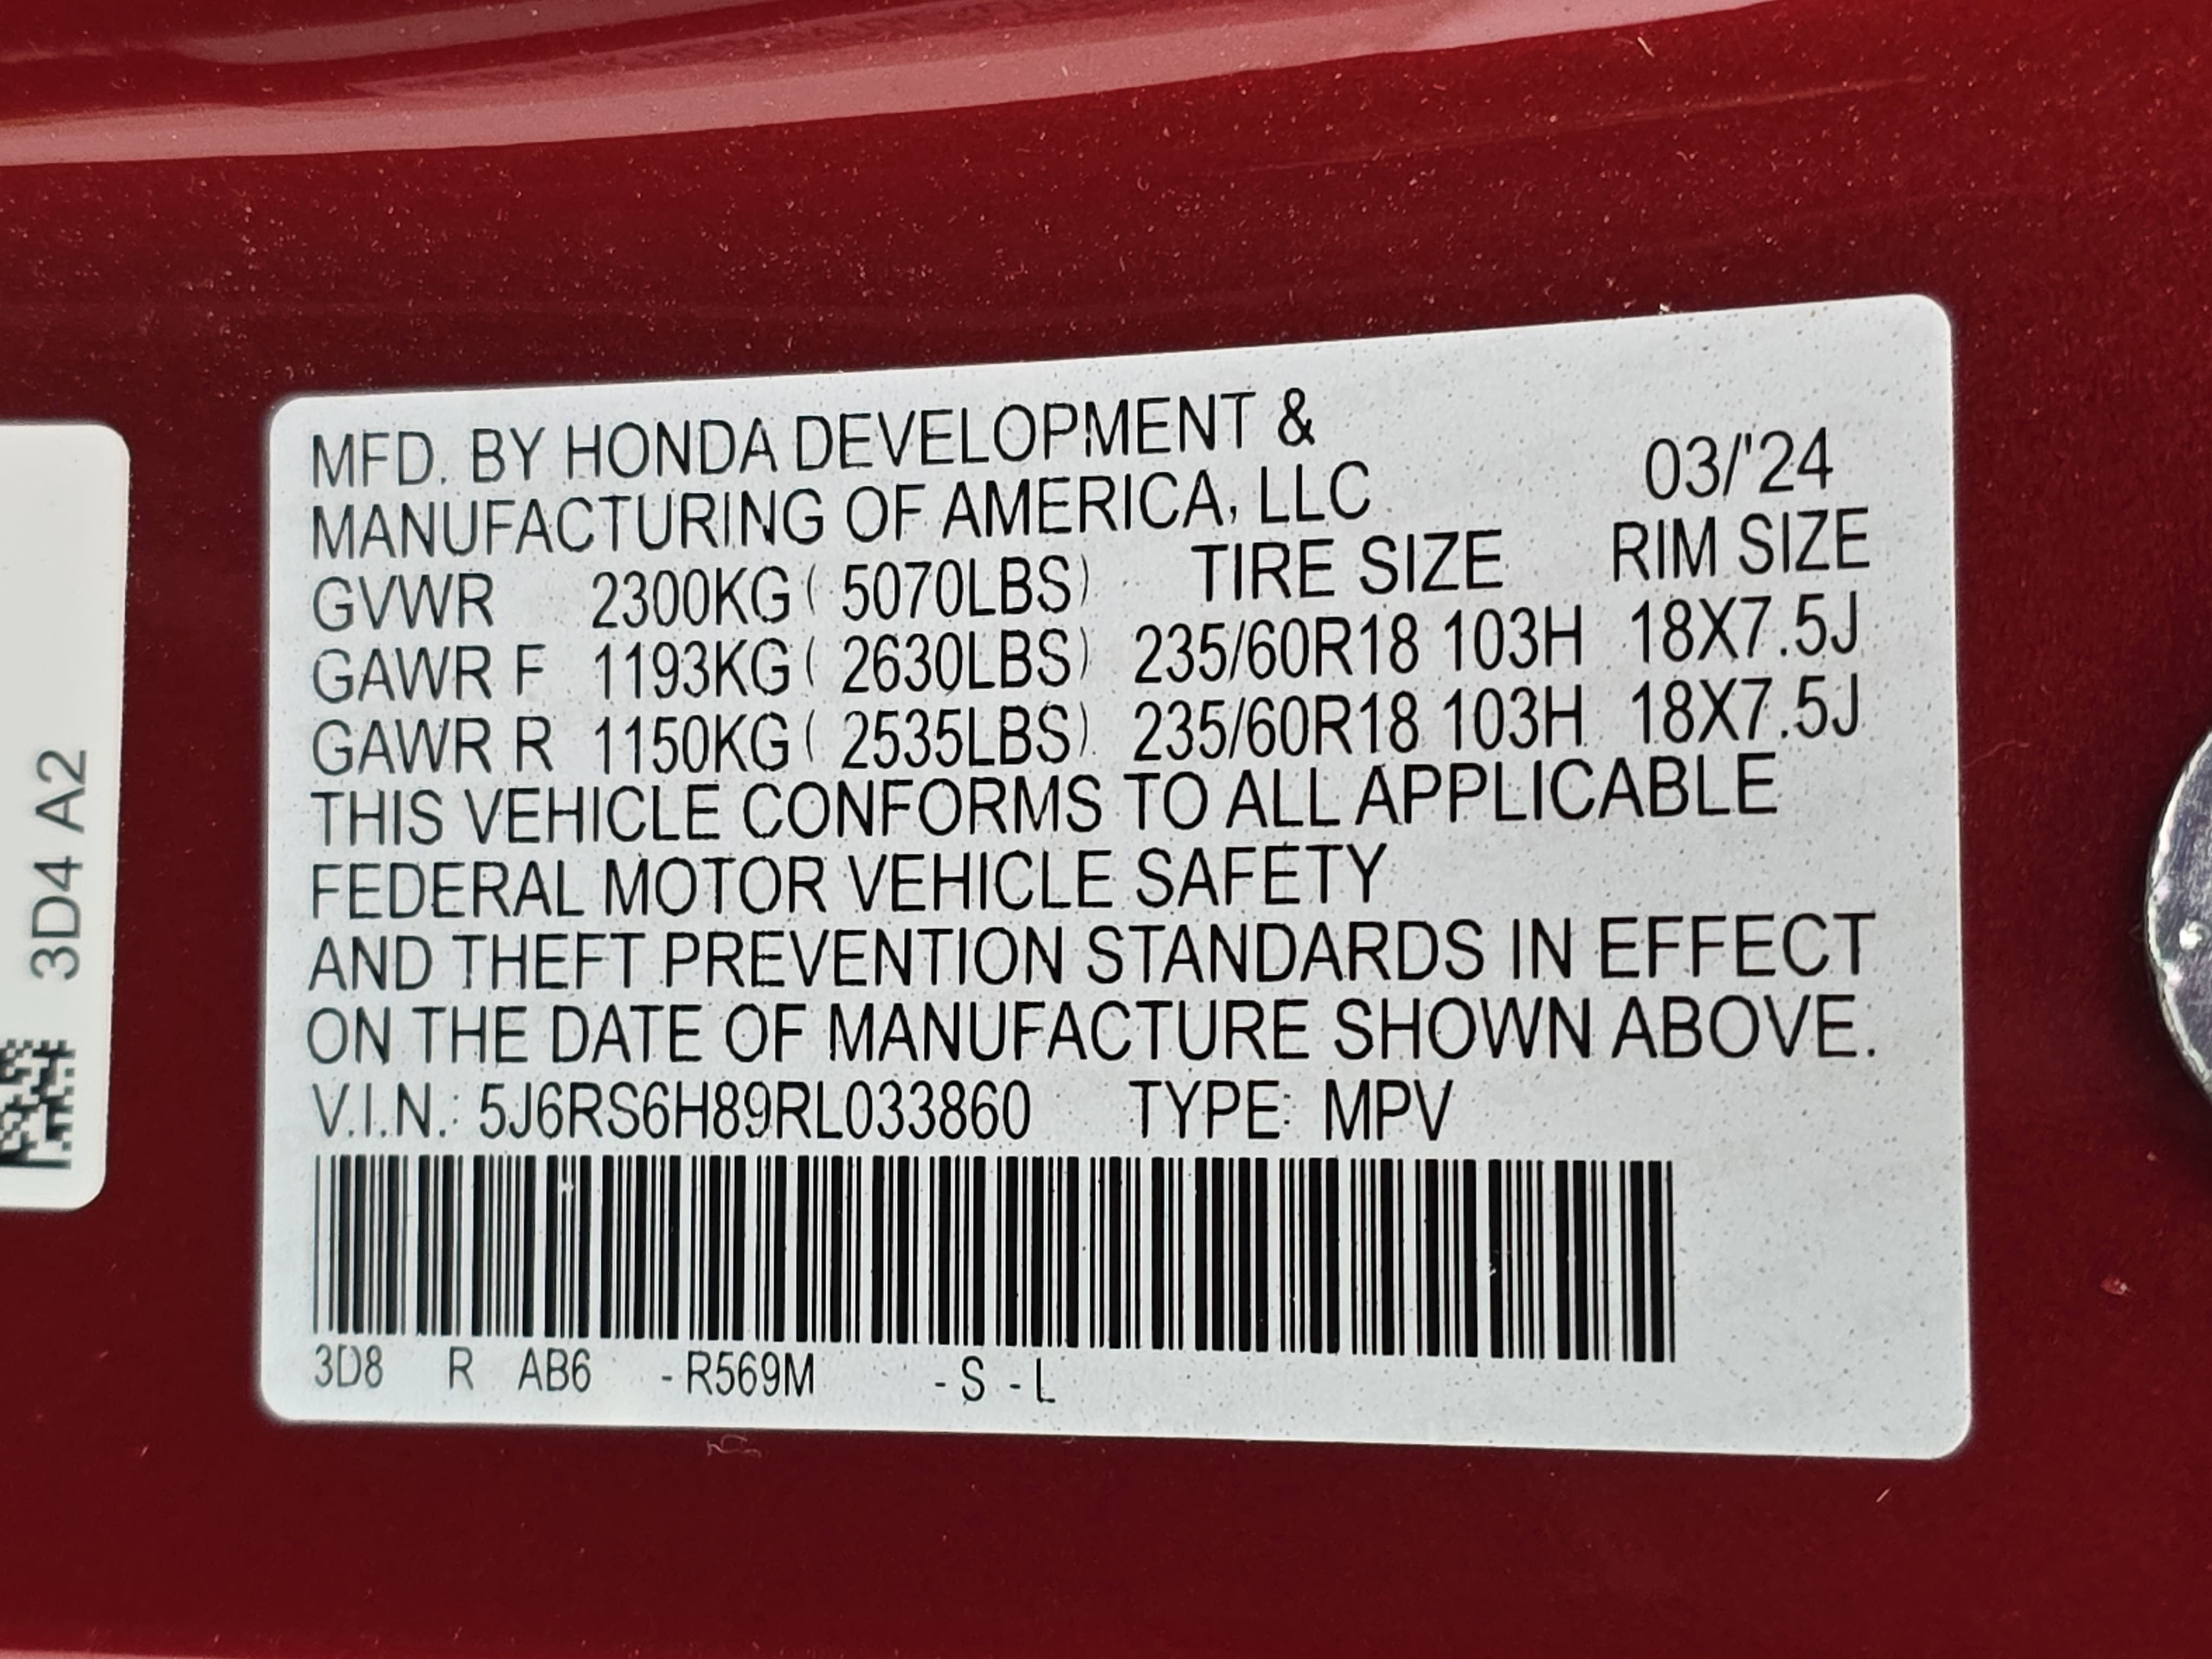 MFD. BY HONDA DEVELOPMENT &
MANUFACTURING OF AMERICA, LLC 03/'24
GVWR 2300KG ( 5070LBS) TIRE SIZE RIM SIZE
GAWR F 1193KG ( 2630LBS) 235/60R18 103H 18X7.5J
GAWR R 1150KG ( 2535LBS) 235/60R18 103H 18X7.5J
THIS VEHICLE CONFORMS TO ALL APPLICABLE
FEDERAL MOTOR VEHICLE SAFETY
AND THEFT PREVENTION STANDARDS IN EFFECT
ON THE DATE OF MANUFACTURE SHOWN ABOVE.
V.I.N.: 5J6RS6H89RL033860 TYPE: MPV
3D8 R AB6 - R569M - S - L
3D4 A2